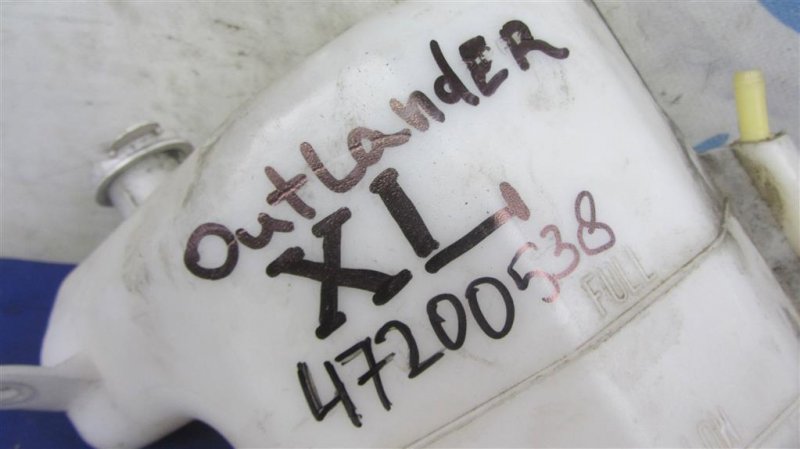 OutLandER
XL
47200538
FULL